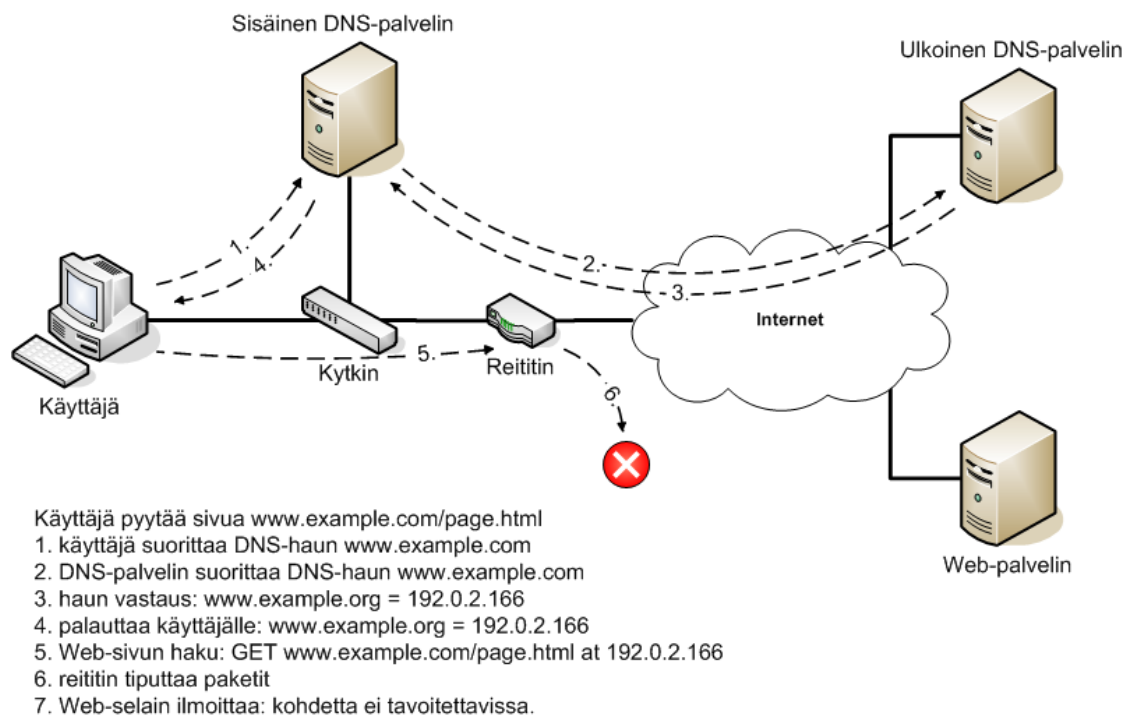 Sisäinen DNS-palvelin
Ulkoinen DNS-palvelin
1.
4.
2.
3.
Internet
5.
Kytkin
Reititin
6.
Käyttäjä
Web-palvelin
Käyttäjä pyytää sivua www.example.com/page.html
1. käyttäjä suorittaa DNS-haun www.example.com
2. DNS-palvelin suorittaa DNS-haun www.example.com
3. haun vastaus: www.example.org = 192.0.2.166
4. palauttaa käyttäjälle: www.example.org = 192.0.2.166
5. Web-sivun haku: GET www.example.com/page.html at 192.0.2.166
6. reititin tiputtaa paketit
7. Web-selain ilmoittaa: kohdetta ei tavoitettavissa.